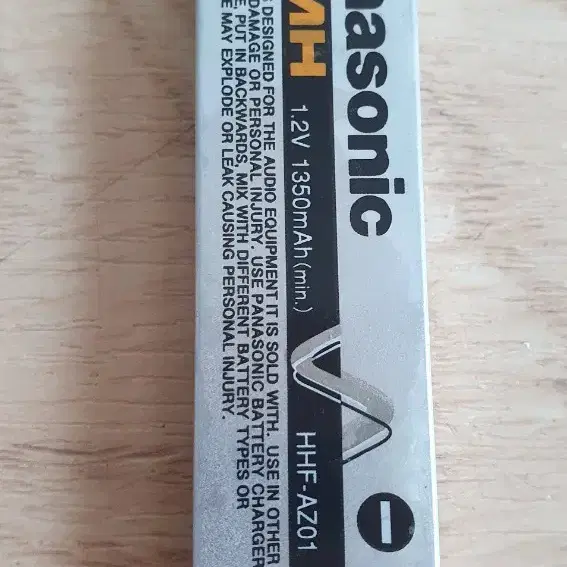 nasonic
MH
1.2V 1350mAh(min.) HHF-AZ01
DESIGNED FOR THE AUDIO EQUIPMENT IT IS SOLD WITH. USE IN OTHER
DAMAGE OR PERSONAL INJURY. USE PANASONIC BATTERY CHARGER
PUT IN BACKWARDS, MIX WITH DIFFERENT BATTERY TYPES OR
MAY EXPLODE OR LEAK CAUSING PERSONAL INJURY.